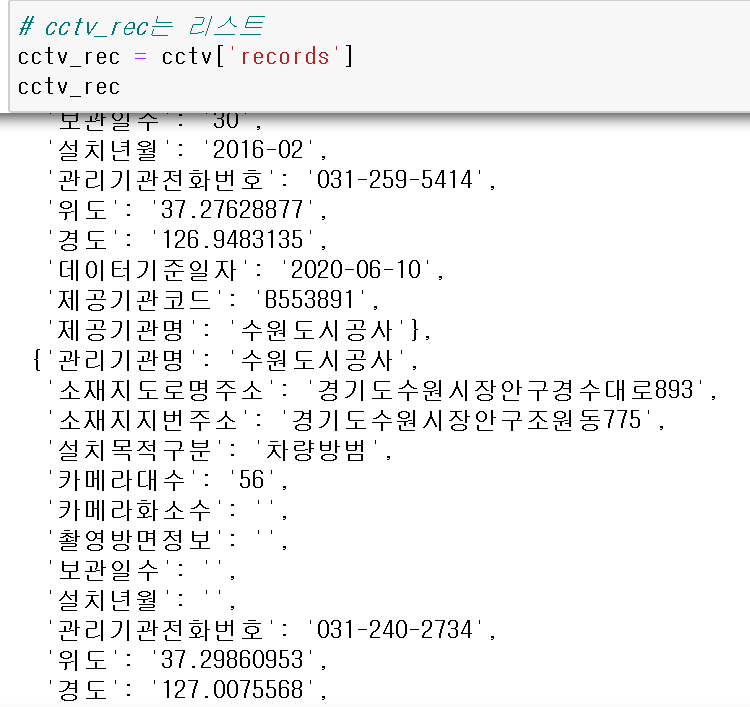 # cctv_rec는 리스트
cctv_rec = cctv['records']
cctv_rec
'보관일수': '30',
'설치년월': '2016-02',
'관리기관전화번호': '031-259-5414',
'위도': '37.27628877',
'경도': '126.9483135',
'데이터기준일자': '2020-06-10',
'제공기관코드': 'B553891',
'제공기관명': '수원도시공사'},
{'관리기관명': '수원도시공사',
'소재지도로명주소': '경기도수원시장안구경수대로893',
'소재지지번주소': '경기도수원시장안구조원동775',
'설치목적구분': '차량방범',
'카메라대수': '56',
'카메라화소수': '',
'촬영방면정보': '',
'보관일수': '',
'설치년월': '',
'관리기관전화번호': '031-240-2734',
'위도': '37.29860953',
'경도': '127.0075568',